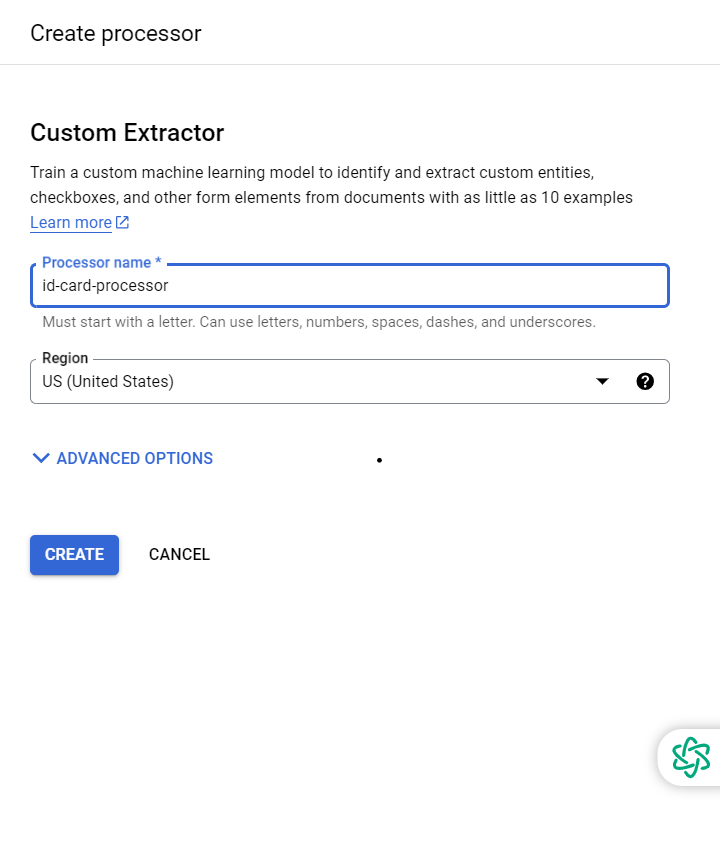 Create processor
Custom Extractor
Train a custom machine learning model to identify and extract custom entities,
checkboxes, and other form elements from documents with as little as 10 examples
Learn more
Processor name *
id-card-processor
Must start with a letter. Can use letters, numbers, spaces, dashes, and underscores.
Region
US (United States)
ADVANCED OPTIONS
CREATE CANCEL